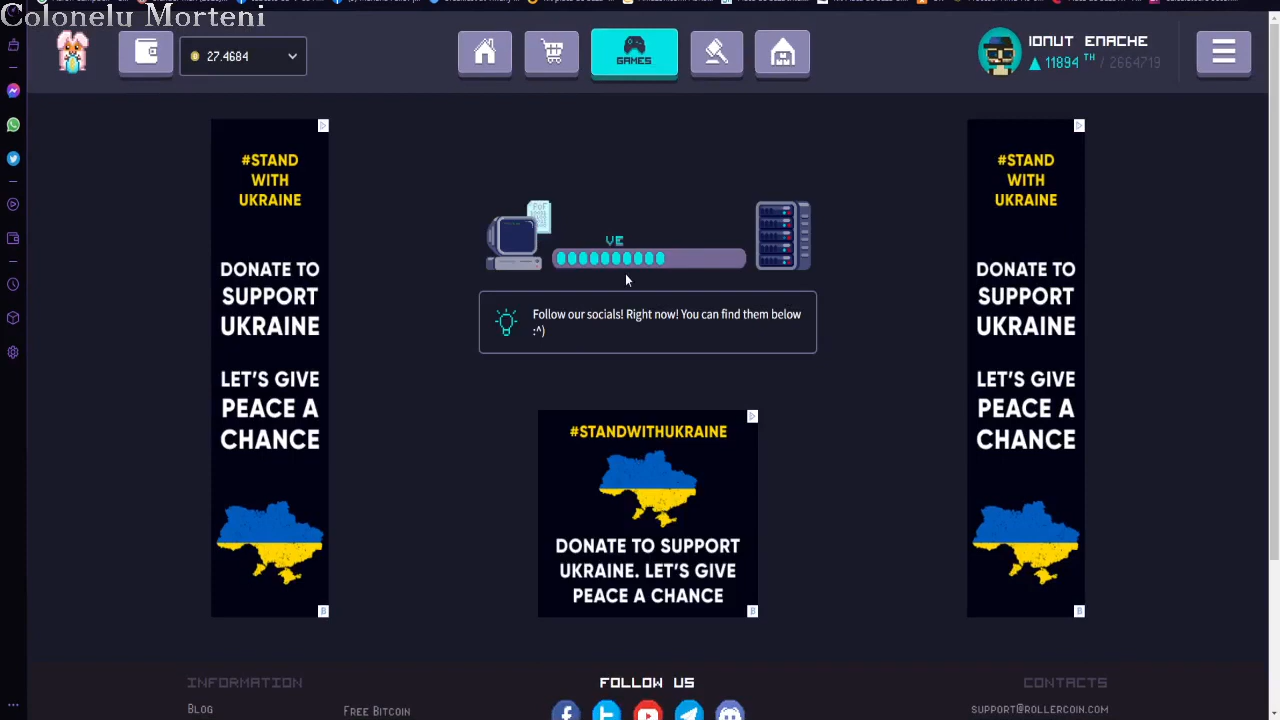 Colonelu Morteni
27.4684
GAMES
IONUT ENACHE
11894 TH / 2664719
#STAND
WITH
UKRAINE
DONATE TO
SUPPORT
UKRAINE
LET'S GIVE
PEACE A
CHANCE
POF
VE
Follow our socials! Right now! You can find them below
:^)
#STANDWITHUKRAINE
DONATE TO SUPPORT
UKRAINE. LET'S GIVE
PEACE A CHANCE
#STAND
WITH
UKRAINE
DONATE TO
SUPPORT
UKRAINE
LET'S GIVE
PEACE A
CHANCE
INFORMATION
FOLLOW US
CONTACTS
BLOG
FREE BITCOIN
SUPPORT@ROLLERCOIN.COM